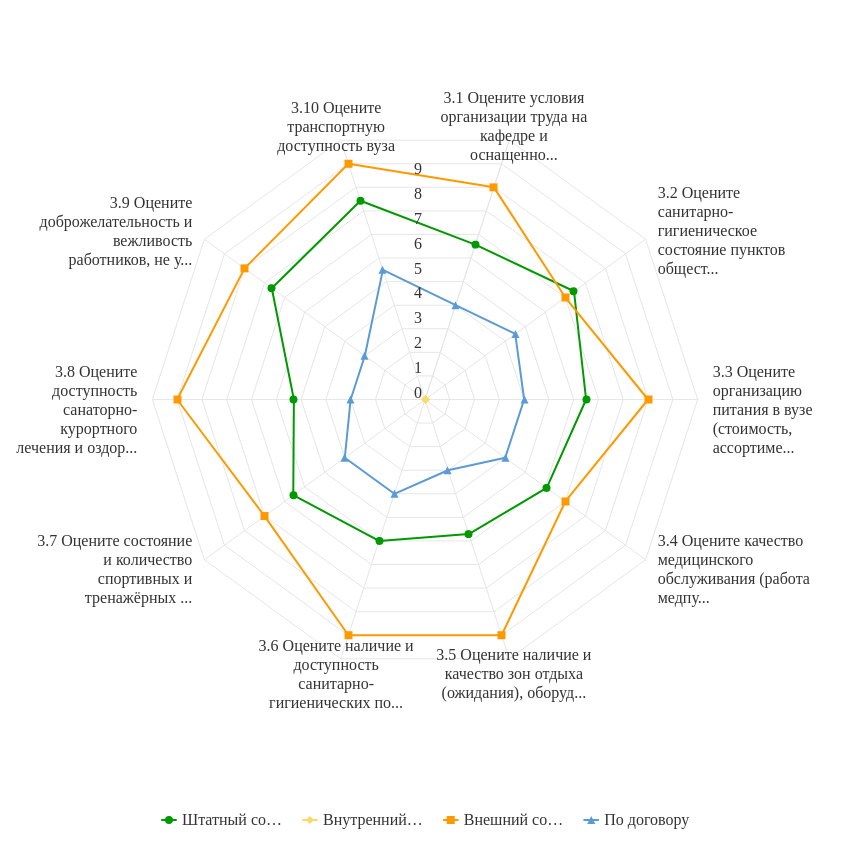 3.10 Оцените
транспортную
доступность вуза
3.1 Оцените условия
организации труда на
кафедре и
оснащенно...
3.2 Оцените
санитарно-
гигиеническое
состояние пунктов
общест...
3.3 Оцените
организацию
питания в вузе
(стоимость,
ассортиме...
3.4 Оцените качество
медицинского
обслуживания (работа
медпу...
3.5 Оцените наличие и
качество зон отдыха
(ожидания), оборуд...
3.6 Оцените наличие и
доступность
санитарно-
гигиенических по...
3.7 Оцените состояние
и количество
спортивных и
тренажёрных ...
3.8 Оцените
доступность
санаторно-
курортного
лечения и оздор...
3.9 Оцените
доброжелательность и
вежливость
работников, не у...
9
8
7
6
5
4
3
2
1
0
Штатный со… Внутренний… Внешний со… По договору